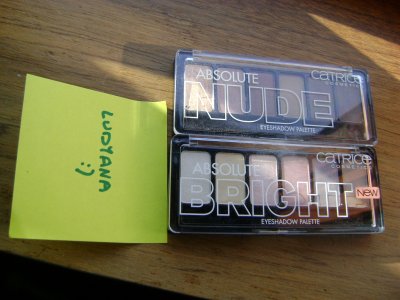 LUDYANA
:)
ABSOLUTE
NUDE
CATRICE
COSMETICS
EYESHADOW PALETTE
ABSOLUTE
BRIGHT
CATRICE
COSMETICS
NEW
EYESHADOW PALETTE